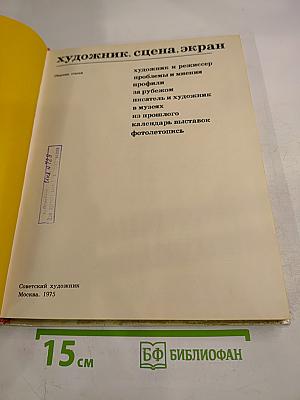 художник, сцена, экран
Сборник статей
художник и режиссер
проблемы и мнения
профили
за рубежом
писатель и художник
в музеях
из прошлого
календарь выставок
фотолетопись
Советский художник
Москва. 1975
15 см
БФ БИБЛИОФАН